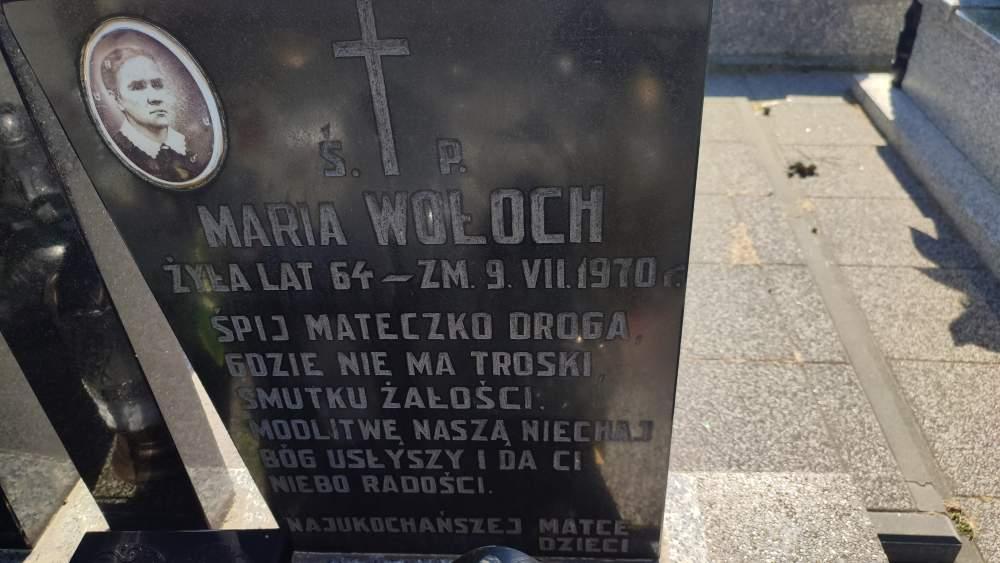 Ś. P.
MARIA WOŁOCH
ŻYŁA LAT 64 – ZM. 9. VII. 1970 r.
ŚPIJ MATECZKO DROGA,
GDZIE NIE MA TROSKI,
SMUTKU ŻAŁOŚCI.
MODLITWĘ NASZĄ NIECHAJ
BÓG USŁYSZY I DA CI
NIEBO RADOŚCI.
NAJUKOCHAŃSZEJ MATCE
DZIECI